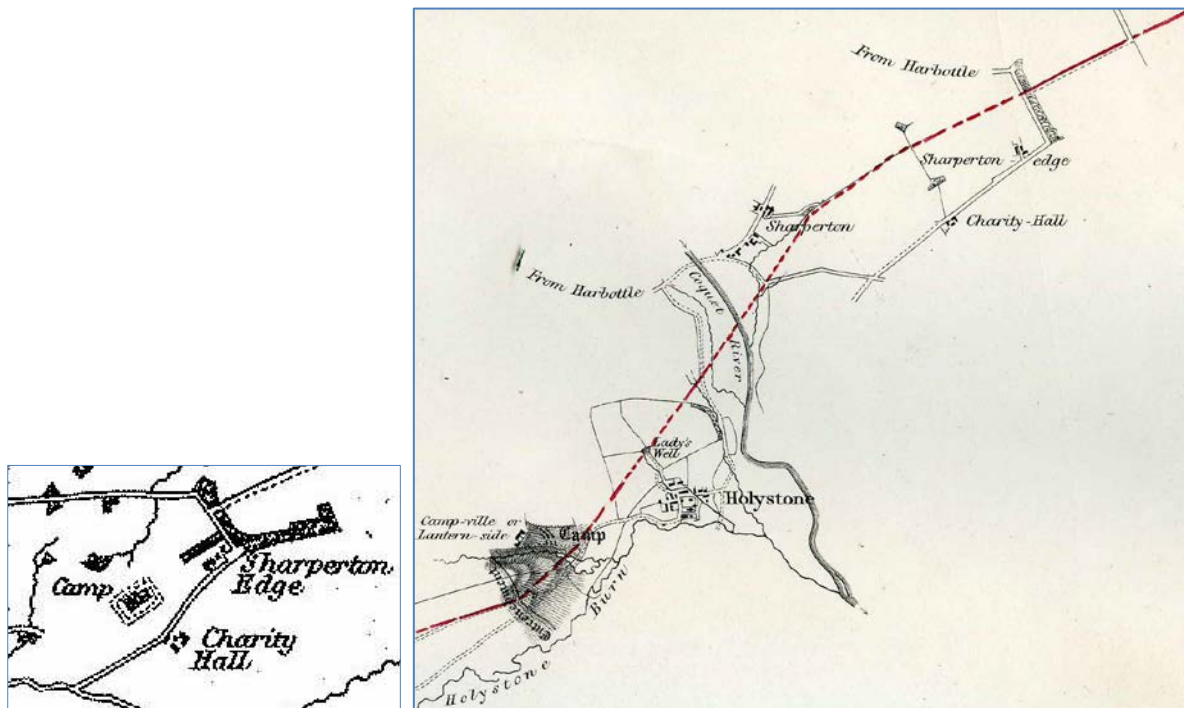 Camp
Sharperton
Edge
Charity
Hall
From Harbottle
Sharperton edge
Charity-Hall
Sharperton
From Harbottle
Coquet
River
Lady's
Well
Holystone
Camp-ville or
Lantern-side
Camp
Entrenchment
Holystone Burn